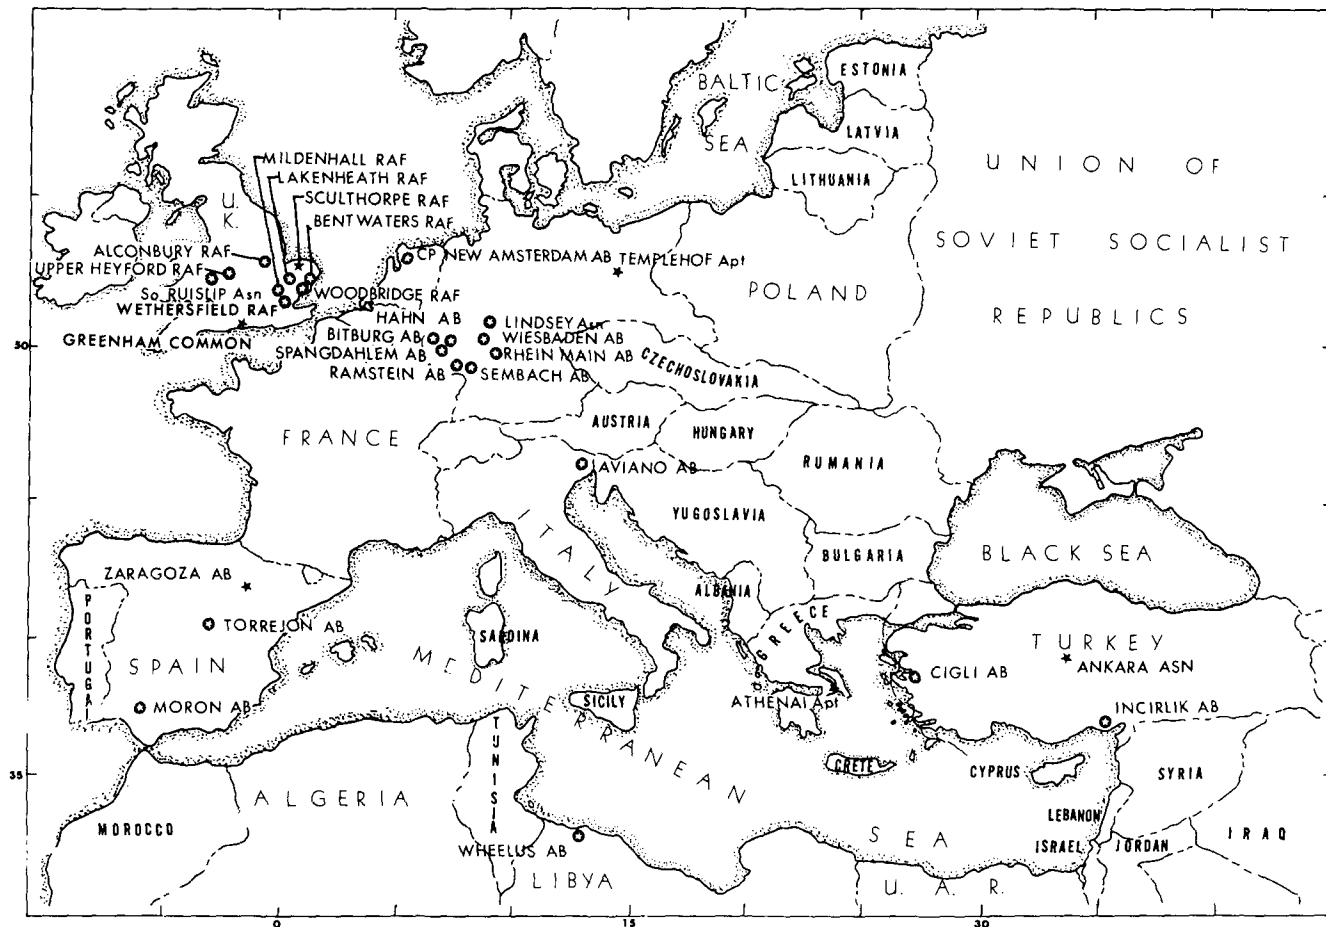 ESTONIA
BALTIC
SEA
LATVIA
LITHUANIA
UNION OF
SOVIET SOCIALIST
REPUBLICS
MILDENHALL RAF
LAKENHEATH RAF
SCULTHORPE RAF
BENTWATERS RAF
U.
K.
ALCONBURY RAF
UPPER HEYFORD RAF
So RUISLIP Asn
WETHERSFIELD RAF
WOODBRIDGE RAF
GREENHAM COMMON
CP NEW AMSTERDAM AB
TEMPLEHOF Apt
POLAND
HAHN AB
BITBURG AB
SPANGDAHLEM AB
RAMSTEIN AB
LINDSEY Asn
WIESBADEN AB
RHEIN MAIN AB
SEMBACH AB
50
CZECHOSLOVAKIA
FRANCE
AUSTRIA
HUNGARY
RUMANIA
AVIANO AB
ITALY
YUGOSLAVIA
BULGARIA
BLACK SEA
ZARAGOZA AB
ALBANIA
PORTUGAL
TORREJON AB
SARDINA
GREECE
TURKEY
SPAIN
MEDITERRANEAN
SEA
CIGLI AB
ANKARA ASN
MORON AB
SICILY
ATHENAI Apt
INCIRLIK AB
TUNISIA
35
CRETE
CYPRUS
SYRIA
ALGERIA
LEBANON
MOROCCO
WHEELUS AB
ISRAEL
JORDAN
IRAQ
LIBYA
U. A. R.
0
15
30